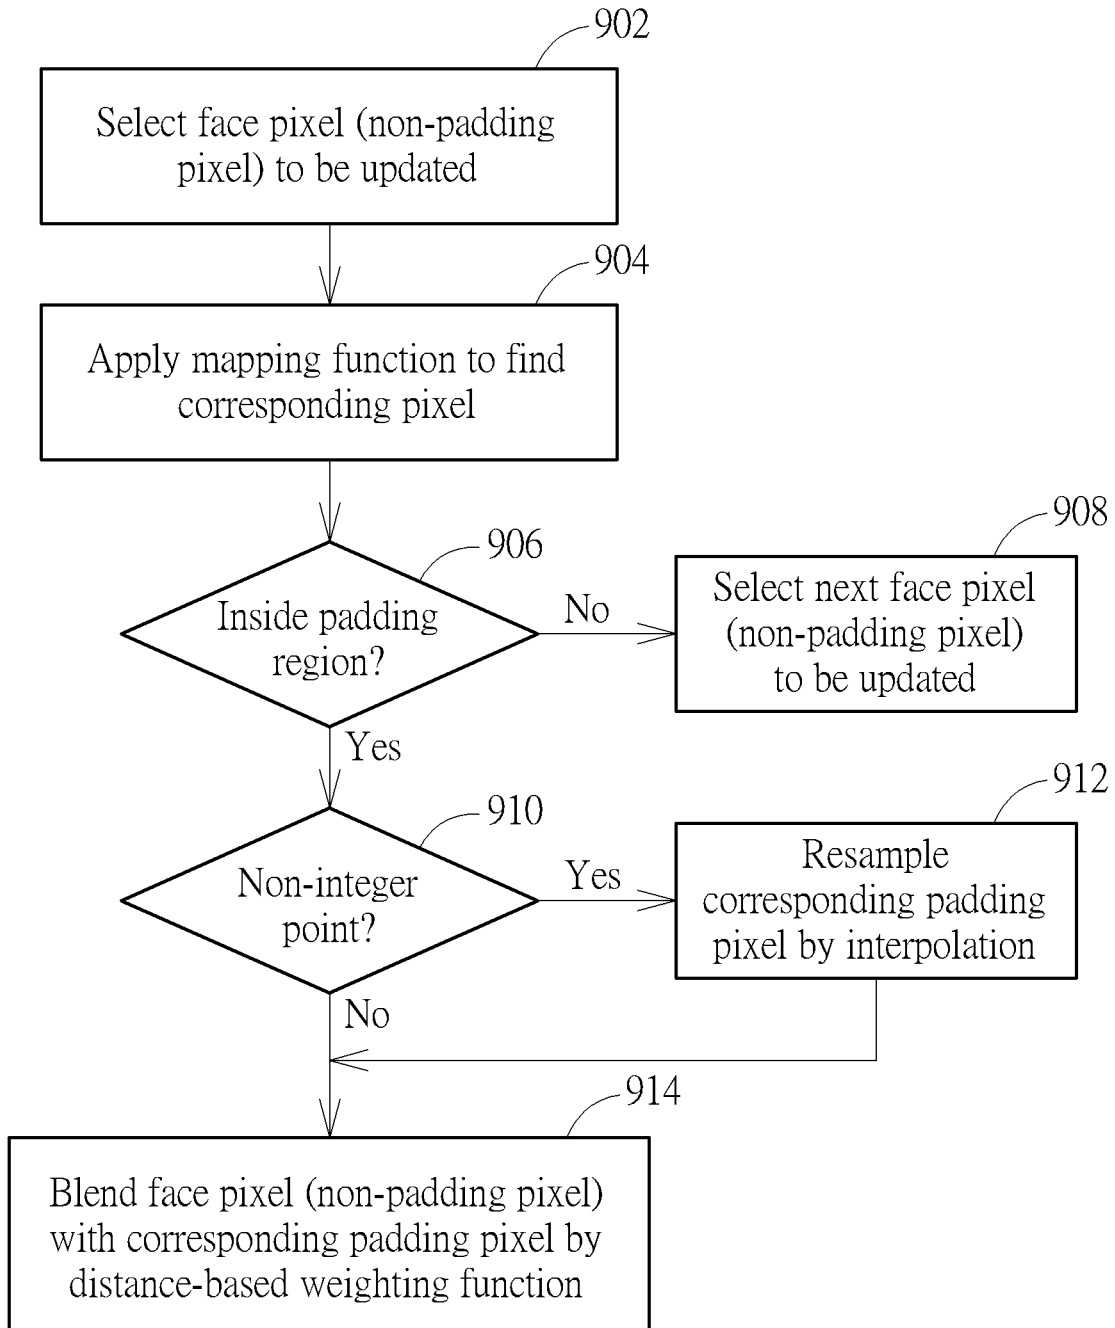 902
Select face pixel (non-padding
pixel) to be updated
904
Apply mapping function to find
corresponding pixel
906
Inside padding
region?
No
908
Select next face pixel
(non-padding pixel)
to be updated
Yes
910
Non-integer
point?
Yes
912
Resample
corresponding padding
pixel by interpolation
No
914
Blend face pixel (non-padding pixel)
with corresponding padding pixel by
distance-based weighting function